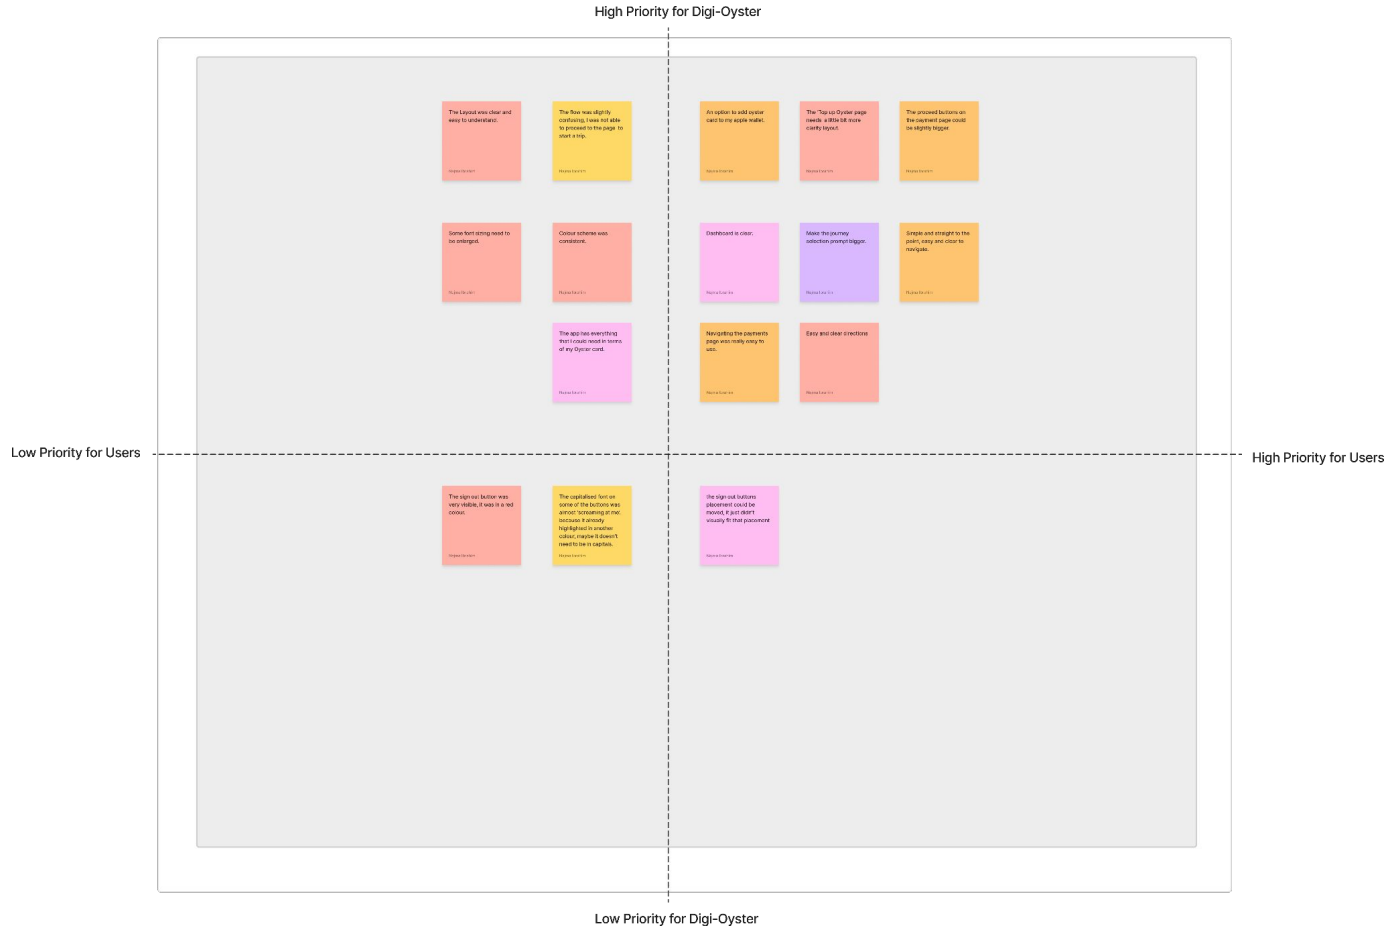 High Priority for Digi-Oyster
The Layout was clear and
easy to understand.
The flow was slightly
confusing, I was not able
to proceed to the page to
start a trip.
An option to add oyster
card to my apple wallet.
The 'Top up Oyster page
needs a little bit more
clarity layout.
The proceed buttons on
the payment page could
be slightly bigger.
Some font sizing need to
be enlarged.
Colour scheme was
consistent.
Dashboard is clear.
Make the journey
selection prompt bigger.
Simple and straight to the
point, easy and clear to
navigate.
The app has everything
that I could need in terms
of my Oyster card.
Navigating the payments
page was really easy to
use.
Easy and clear directions
Low Priority for Users
High Priority for Users
The sign out button was
very visible, it was in a red
colour.
The capitalised font on
some of the buttons was
almost 'screaming at me'.
because it already
highlighted in another
colour, maybe it doesn't
need to be in capitals.
the sign out buttons
placement could be
moved, it just didn't
visually fit that placement
Low Priority for Digi-Oyster